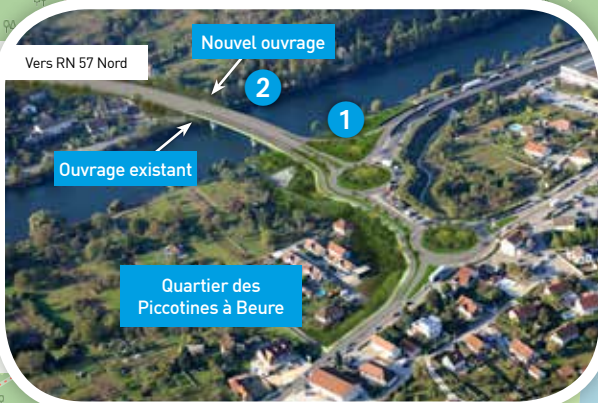 Nouvel ouvrage
Vers RN 57 Nord
2
1
Ouvrage existant
Quartier des
Piccotines à Beure